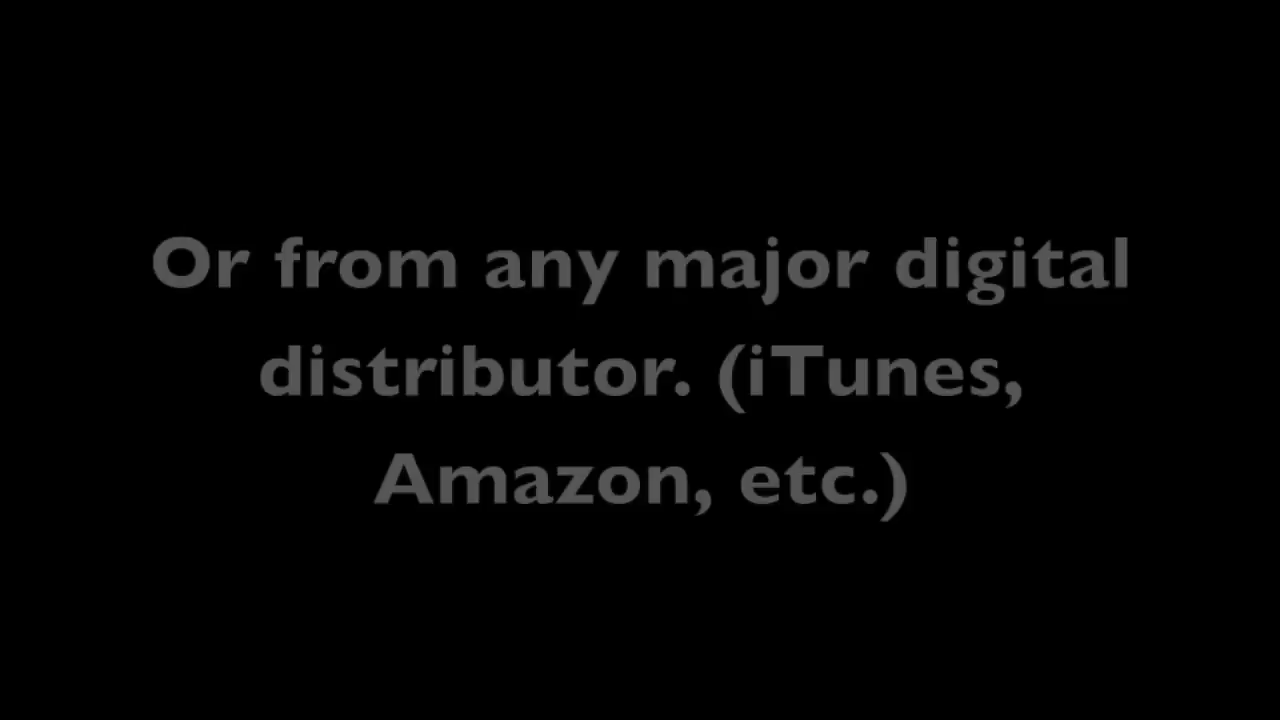 Or from any major digital
distributor. (iTunes,
Amazon, etc.)